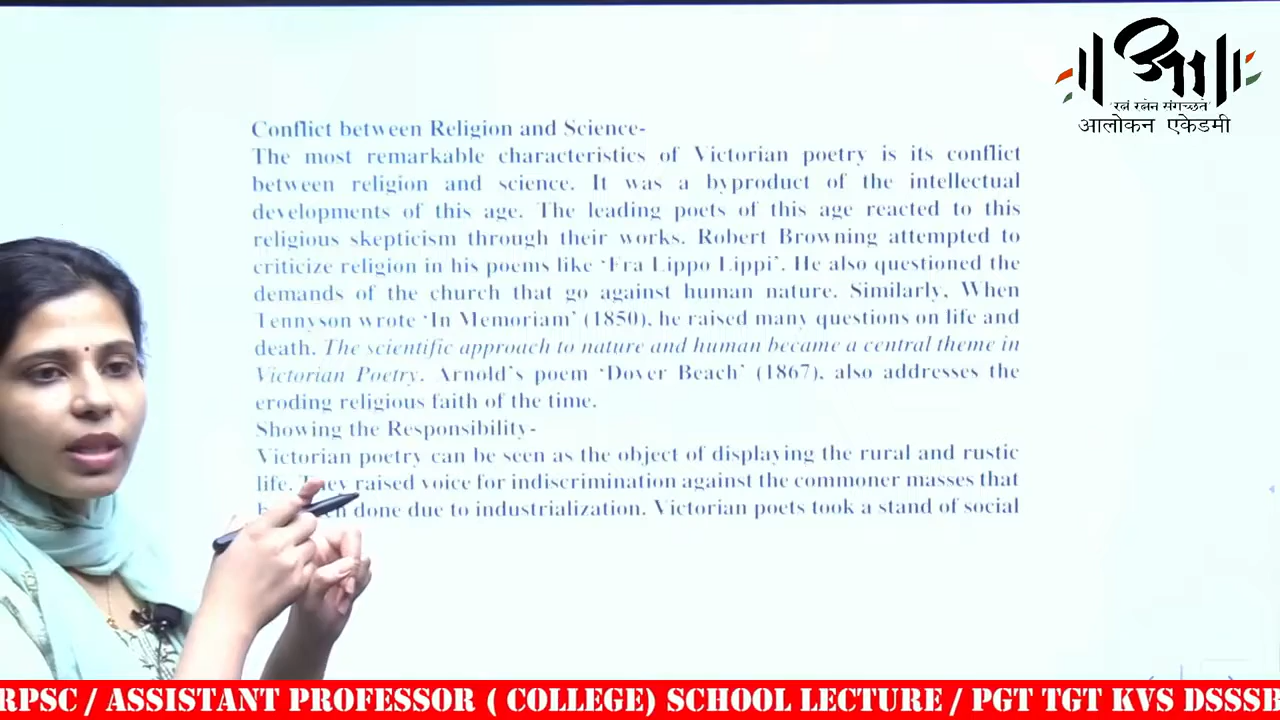 रत्नं रत्नेन संगच्छते
आलोकन एकेडमी
Conflict between Religion and Science-
The most remarkable characteristics of Victorian poetry is its conflict
between religion and science. It was a byproduct of the intellectual
developments of this age. The leading poets of this age reacted to this
religious skepticism through their works. Robert Browning attempted to
criticize religion in his poems like ‘Fra Lippo Lippi’. He also questioned the
demands of the church that go against human nature. Similarly, When
Tennyson wrote ‘In Memoriam’ (1850), he raised many questions on life and
death. The scientific approach to nature and human became a central theme in
Victorian Poetry. Arnold’s poem ‘Dover Beach’ (1867), also addresses the
eroding religious faith of the time.
Showing the Responsibility-
Victorian poetry can be seen as the object of displaying the rural and rustic
life. They raised voice for indiscrimination against the commoner masses that
done due to industrialization. Victorian poets took a stand of social
RPSC / ASSISTANT PROFESSOR ( COLLEGE) SCHOOL LECTURE / PGT TGT KVS DSSSB